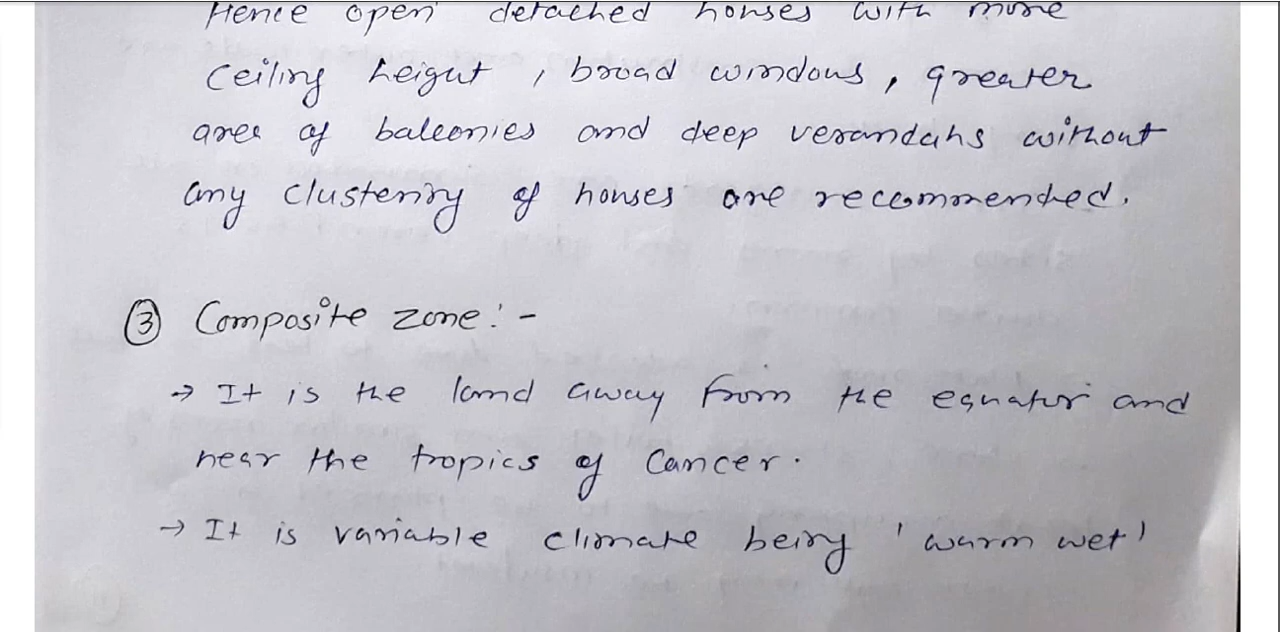 Hence open detached houses with more
ceiling height , broad windows , greater
area of balconies and deep verandahs without
any clustering of houses are recommended.
③ Composite zone:-
→ It is the land away from the equator and
near the tropics of Cancer.
→ It is variable climate being 'warm wet'